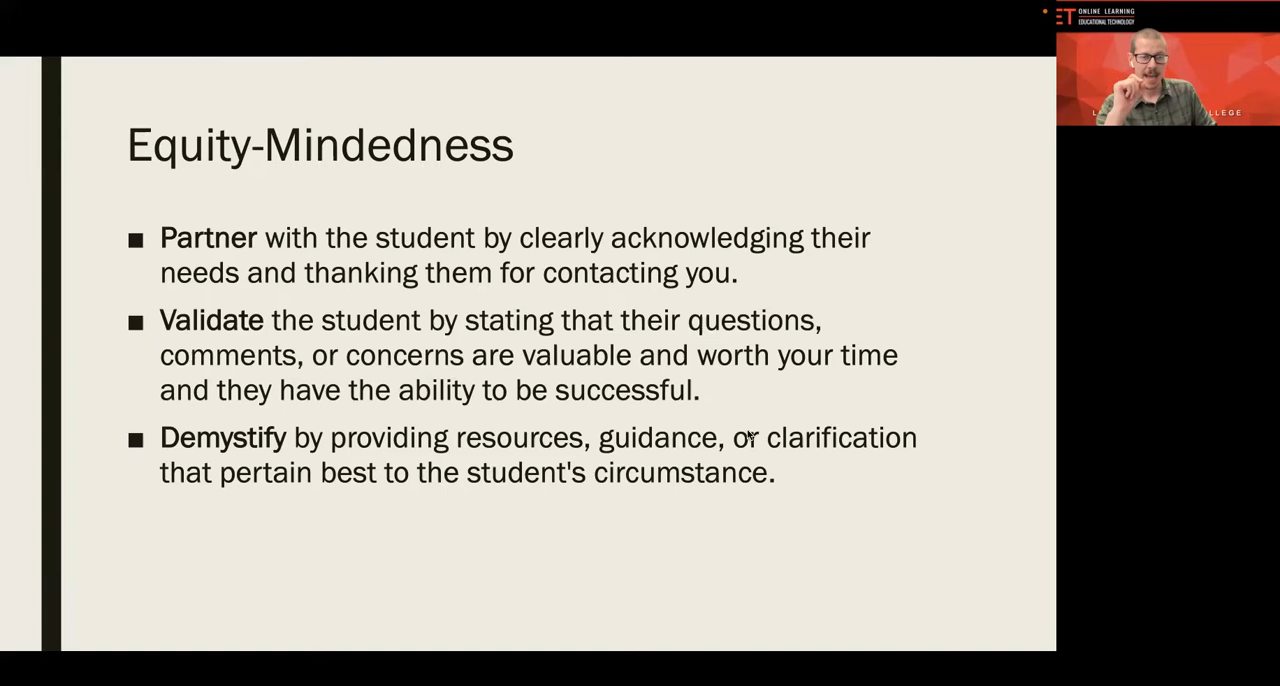 ET ONLINE LEARNING
EDUCATIONAL TECHNOLOGY
Equity-Mindedness
■ Partner with the student by clearly acknowledging their
needs and thanking them for contacting you.
■ Validate the student by stating that their questions,
comments, or concerns are valuable and worth your time
and they have the ability to be successful.
■ Demystify by providing resources, guidance, or clarification
that pertain best to the student's circumstance.